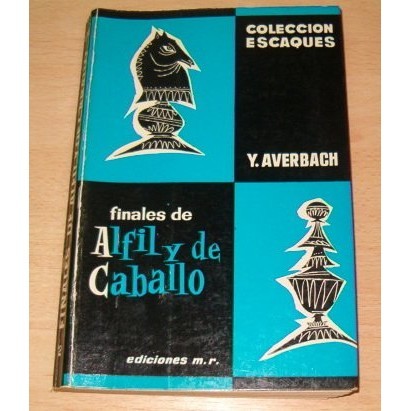 COLECCION
ESCAQUES
Y. AVERBACH
finales de
Alfil y de
Caballo
ediciones m.r.